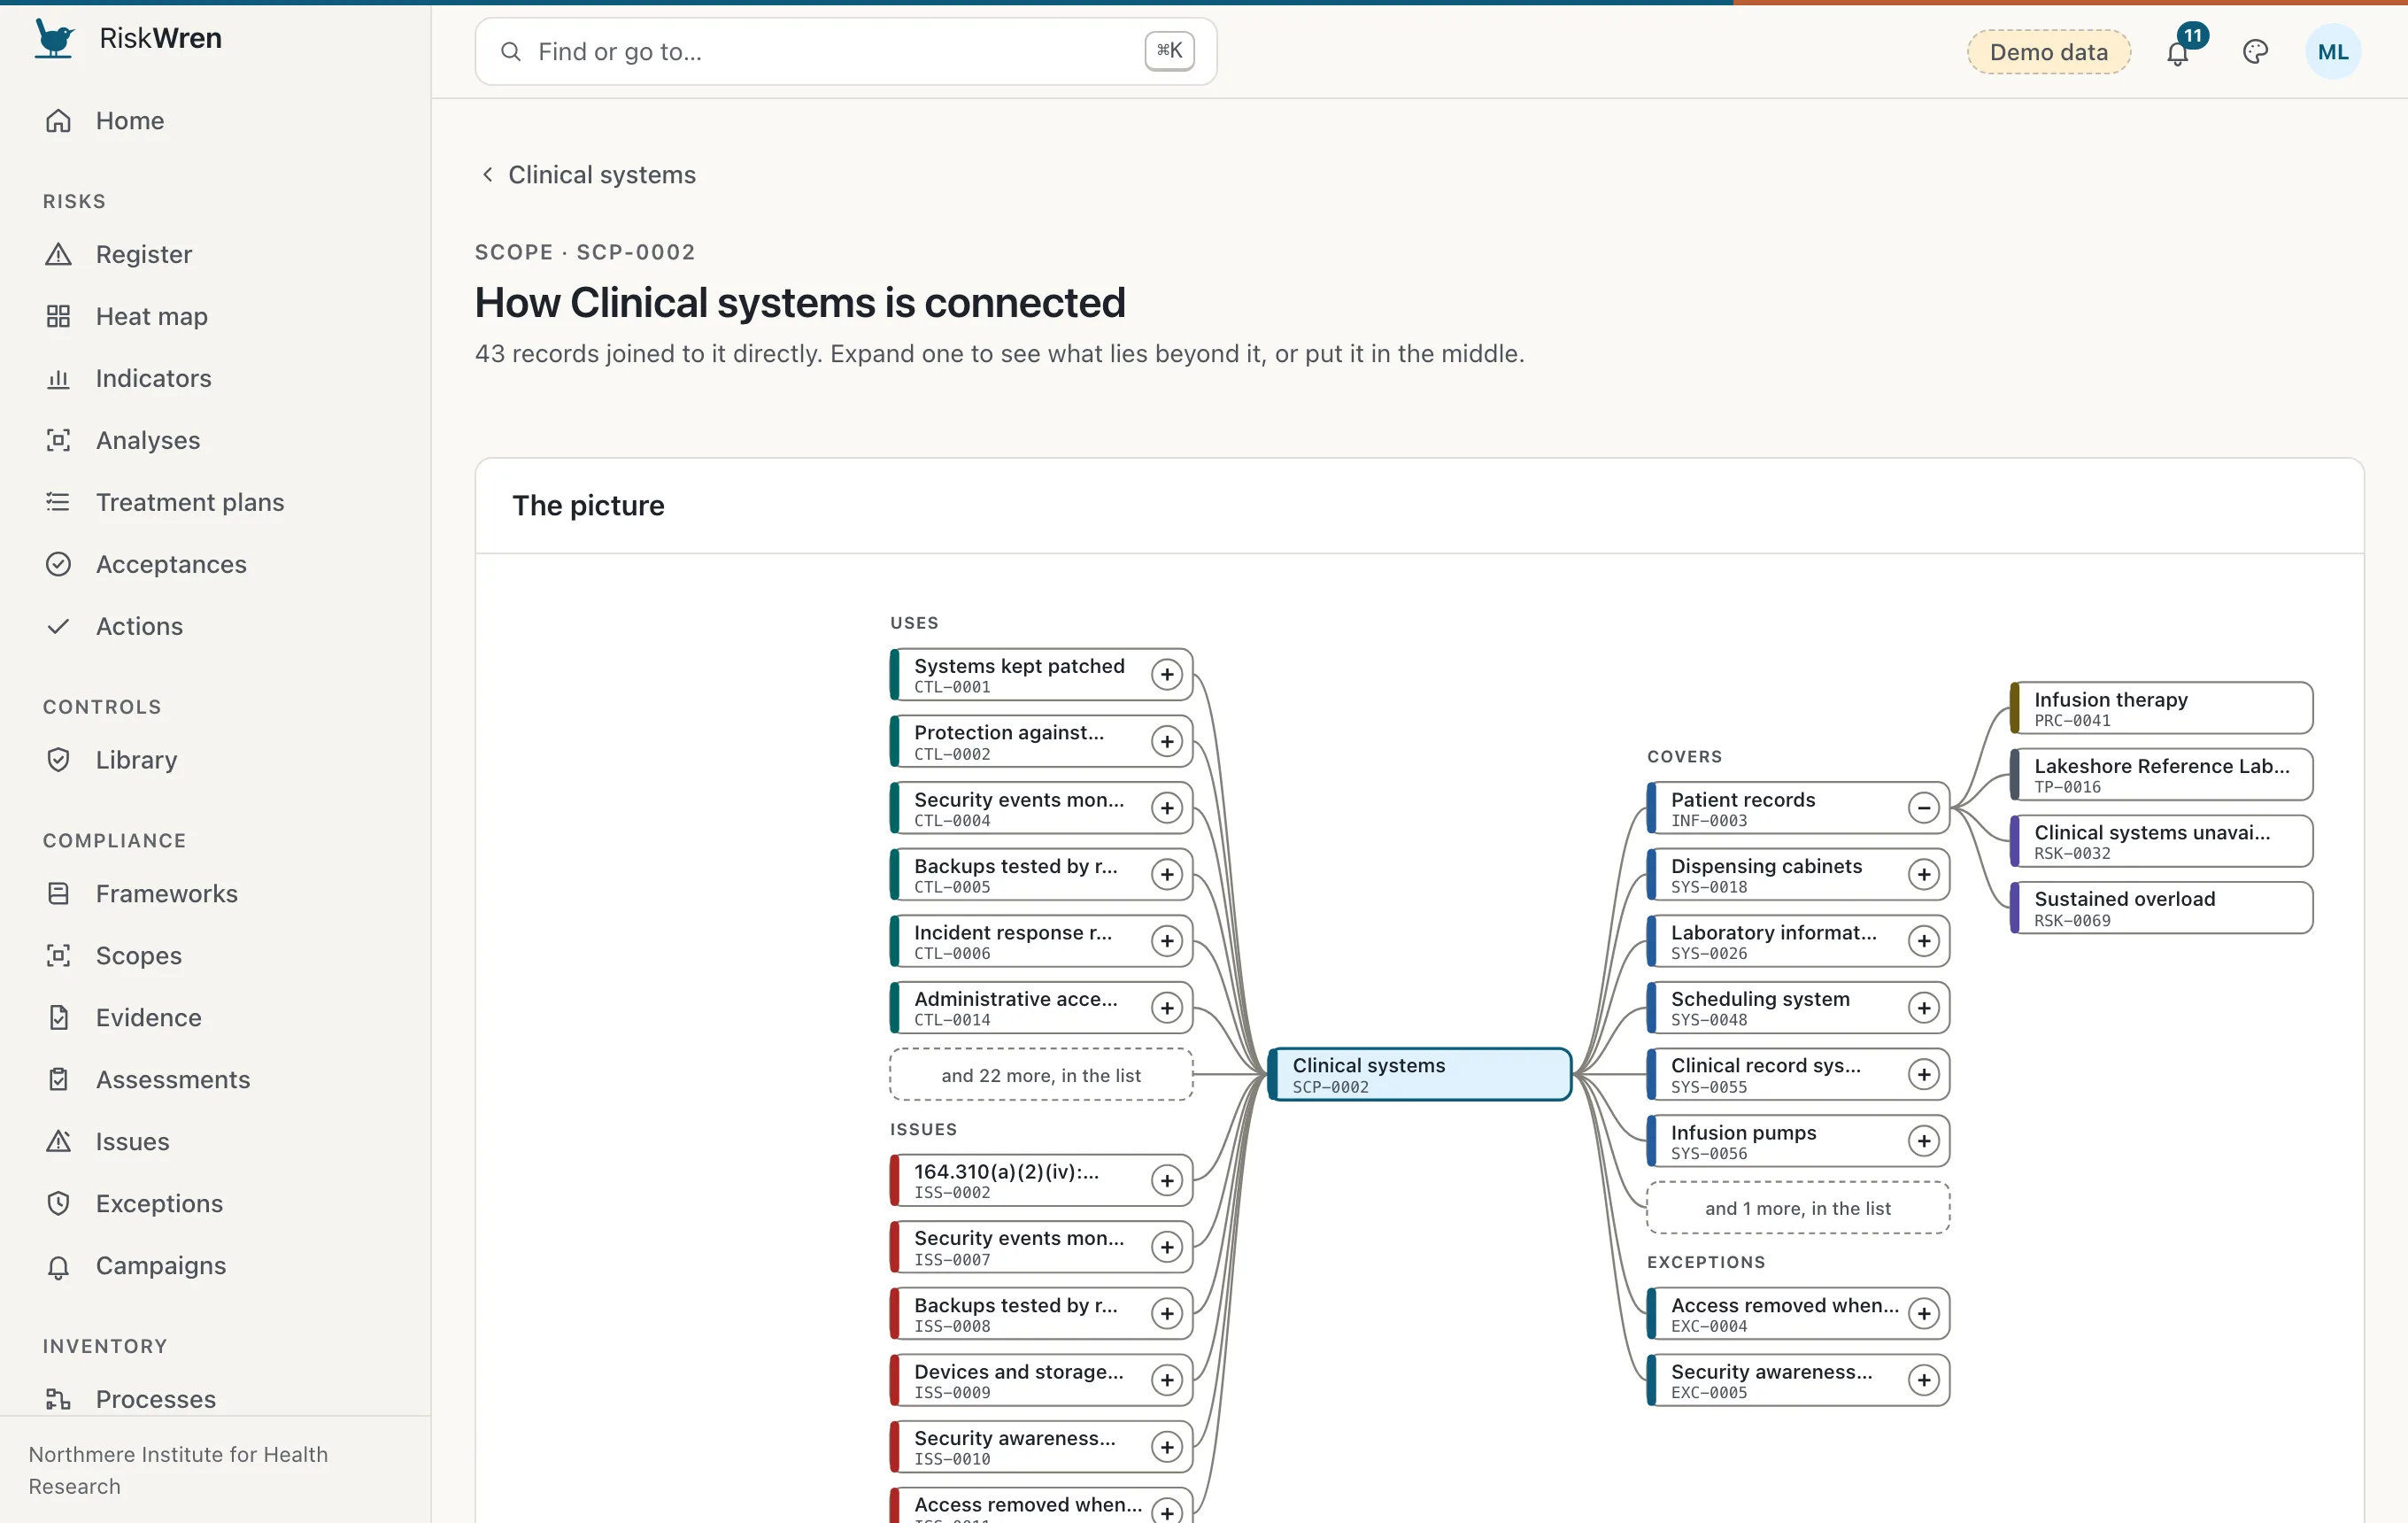 RiskWren
Find or go to...
⌘K
Demo data
11
ML
Home
RISKS
Register
Heat map
Indicators
Analyses
Treatment plans
Acceptances
Actions
CONTROLS
Library
COMPLIANCE
Frameworks
Scopes
Evidence
Assessments
Issues
Exceptions
Campaigns
INVENTORY
Processes
Northmere Institute for Health
Research
Clinical systems
SCOPE · SCP-0002
How Clinical systems is connected
43 records joined to it directly. Expand one to see what lies beyond it, or put it in the middle.
The picture
USES
Systems kept patched
CTL-0001
Protection against...
CTL-0002
Security events mon...
CTL-0004
Backups tested by r...
CTL-0005
Incident response r...
CTL-0006
Administrative acce...
CTL-0014
and 22 more, in the list
ISSUES
164.310(a)(2)(iv):...
ISS-0002
Security events mon...
ISS-0007
Backups tested by r...
ISS-0008
Devices and storage...
ISS-0009
Security awareness...
ISS-0010
Access removed when...
Clinical systems
SCP-0002
COVERS
Patient records
INF-0003
Dispensing cabinets
SYS-0018
Laboratory informat...
SYS-0026
Scheduling system
SYS-0048
Clinical record sys...
SYS-0055
Infusion pumps
SYS-0056
and 1 more, in the list
EXCEPTIONS
Access removed when...
EXC-0004
Security awareness...
EXC-0005
Infusion therapy
PRC-0041
Lakeshore Reference Lab...
TP-0016
Clinical systems unavai...
RSK-0032
Sustained overload
RSK-0069